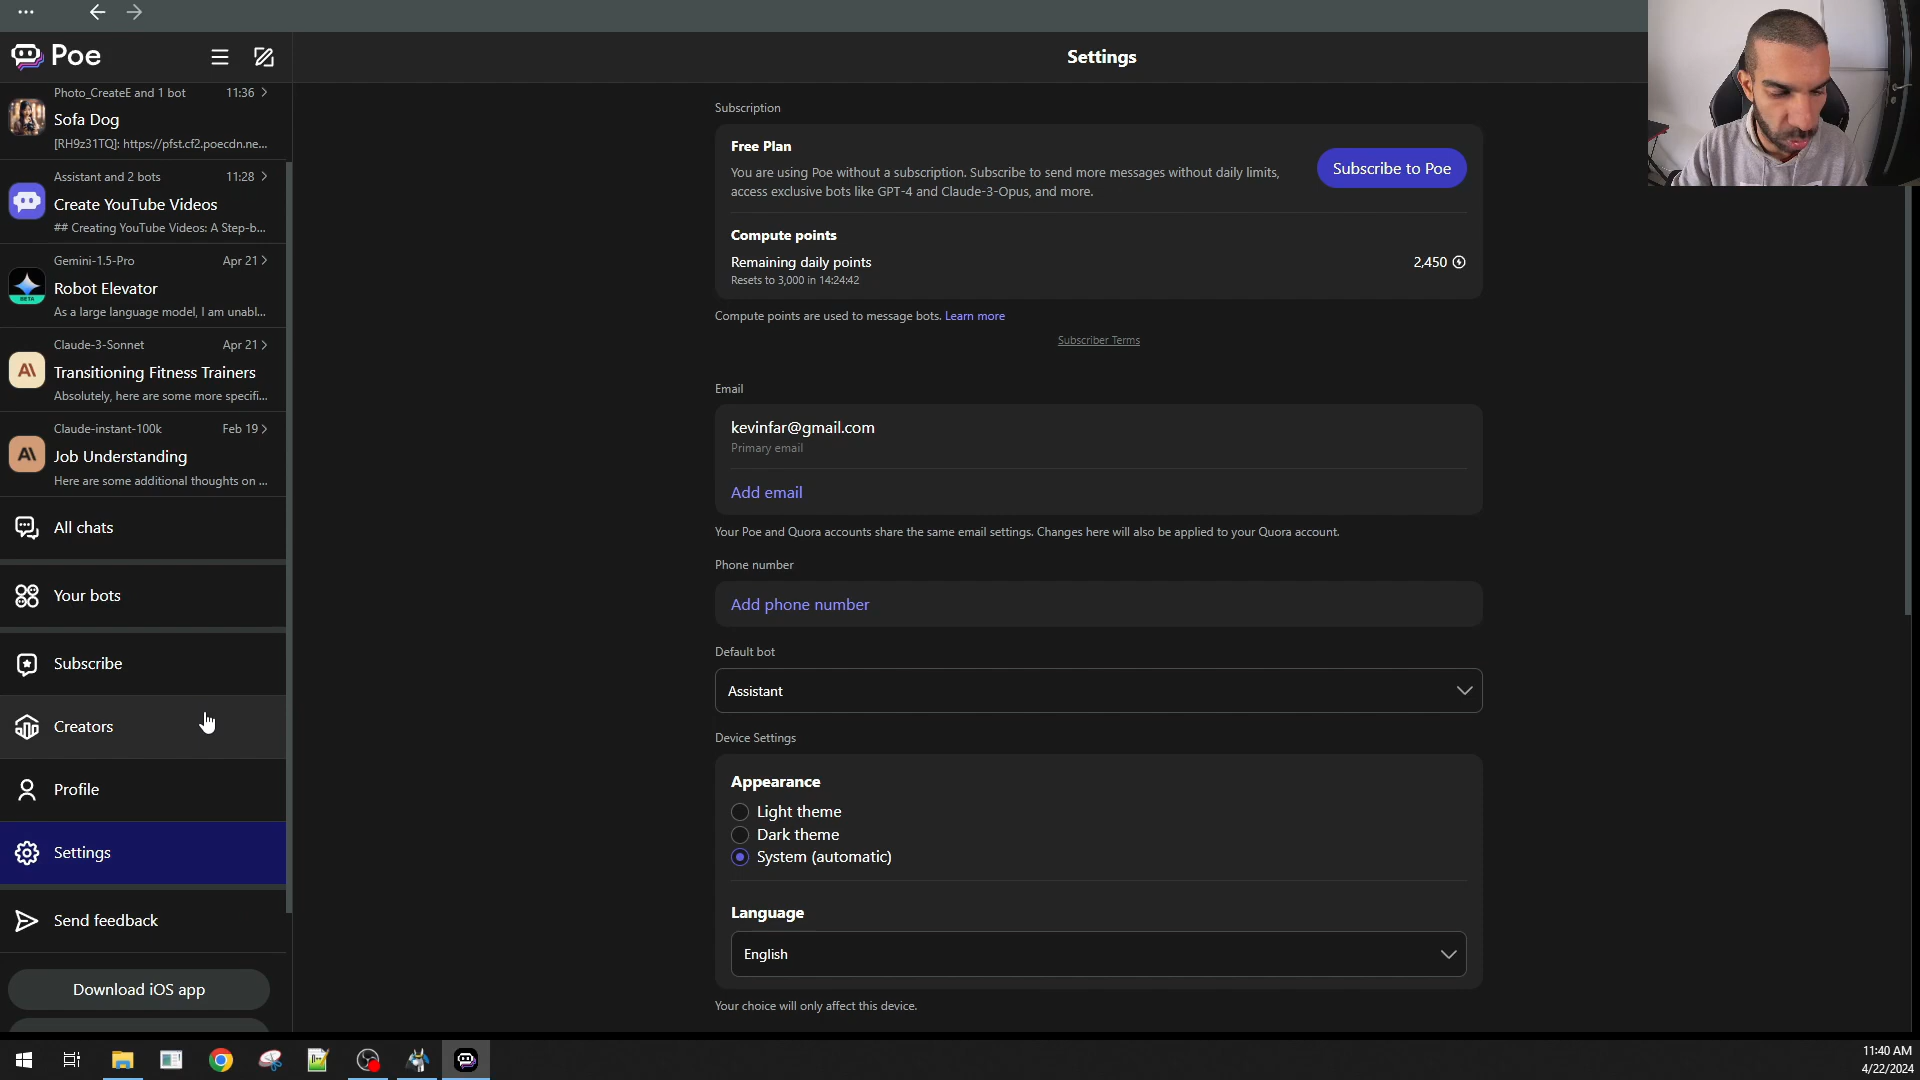 Poe
Photo_CreateE and 1 bot
11:36
Sofa Dog
[RH9z31TQ]: https://pfst.cf2.poecdn.ne...
Assistant and 2 bots
11:28
Create YouTube Videos
## Creating YouTube Videos: A Step-b...
Gemini-1.5-Pro
Apr 21
BETA
Robot Elevator
As a large language model, I am unabl...
Claude-3-Sonnet
Apr 21
Transitioning Fitness Trainers
Absolutely, here are some more specifi...
Claude-instant-100k
Feb 19
Job Understanding
Here are some additional thoughts on ...
All chats
Your bots
Subscribe
Creators
Profile
Settings
Send feedback
Download iOS app
Settings
Subscription
Free Plan
You are using Poe without a subscription. Subscribe to send more messages without daily limits,
access exclusive bots like GPT-4 and Claude-3-Opus, and more.
Subscribe to Poe
Compute points
Remaining daily points
2,450
Resets to 3,000 in 14:24:42
Compute points are used to message bots. Learn more
Subscriber Terms
Email
kevinfar@gmail.com
Primary email
Add email
Your Poe and Quora accounts share the same email settings. Changes here will also be applied to your Quora account.
Phone number
Add phone number
Default bot
Assistant
Device Settings
Appearance
Light theme
Dark theme
System (automatic)
Language
English
Your choice will only affect this device.
11:40 AM
4/22/2024